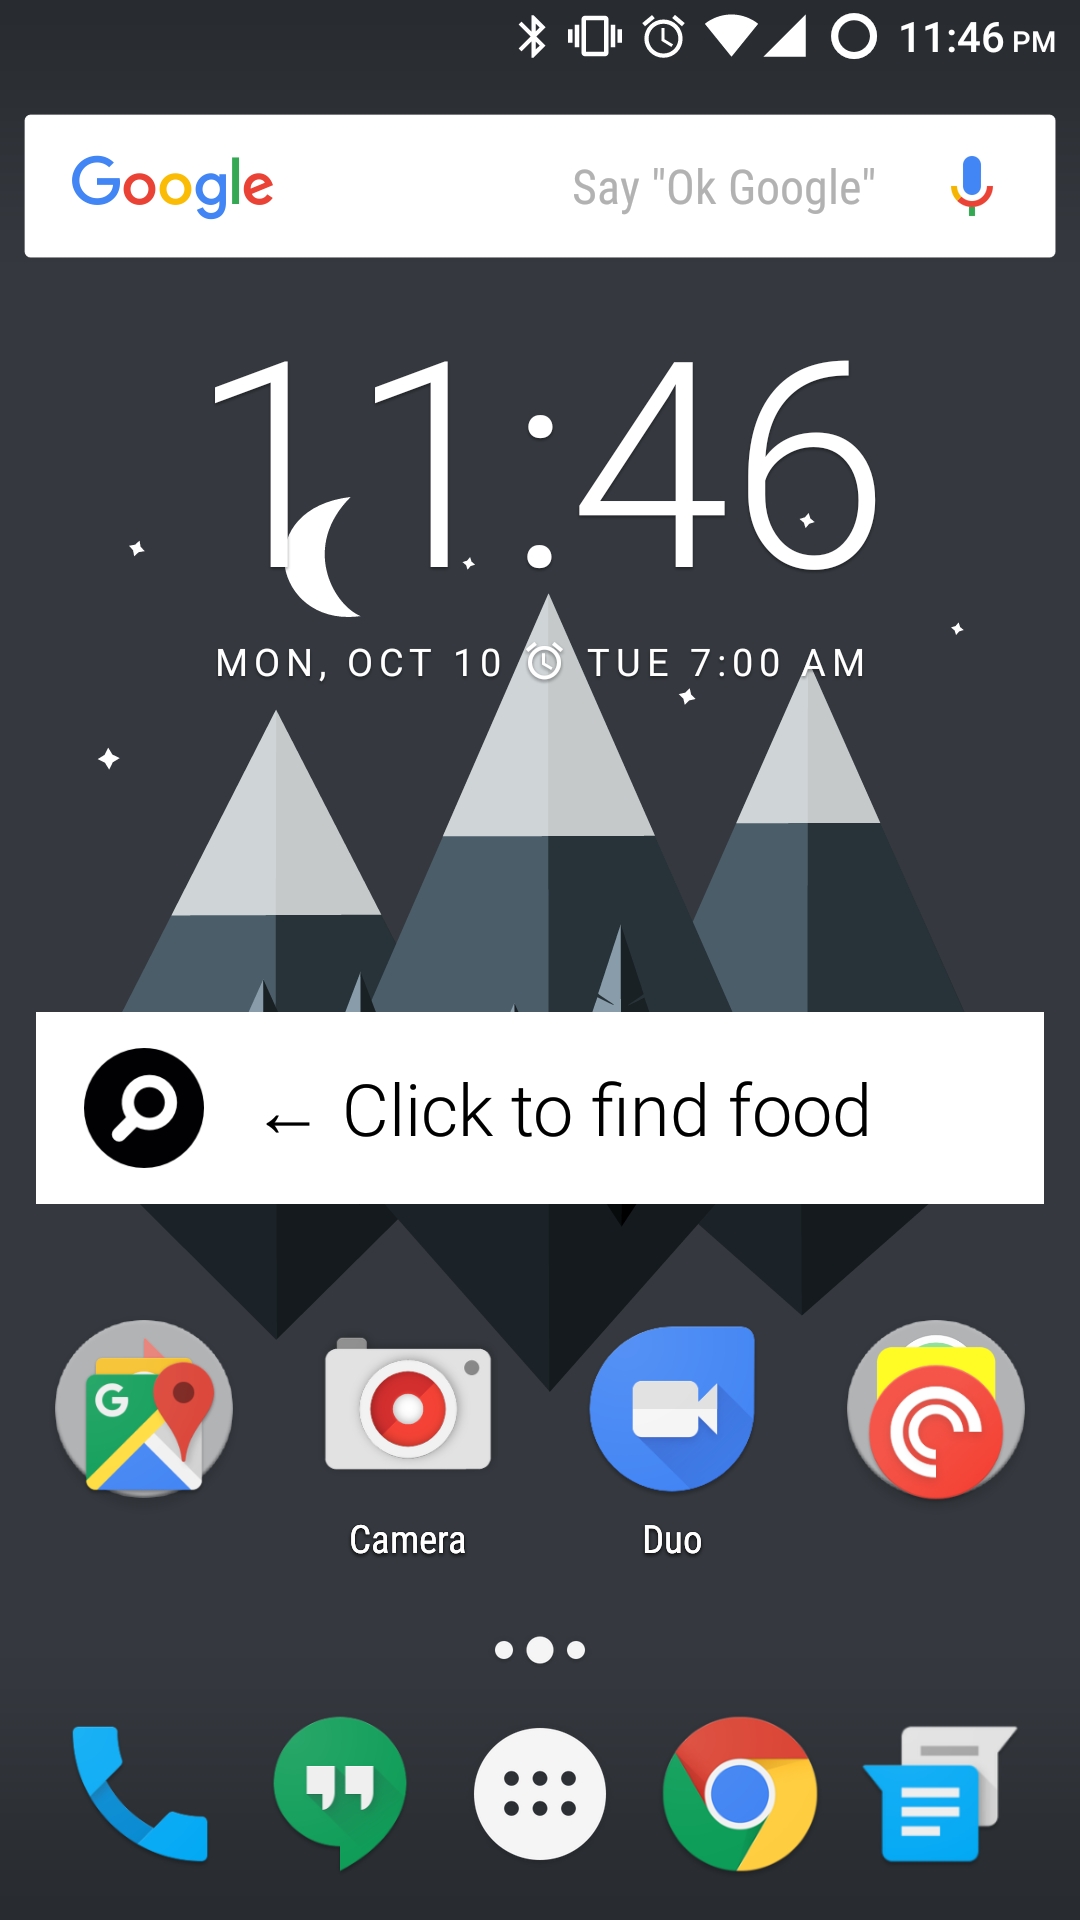 11:46 PM
Google Say "Ok Google"
11:46
MON, OCT 10 TUE 7:00 AM
← Click to find food
G
Camera Duo